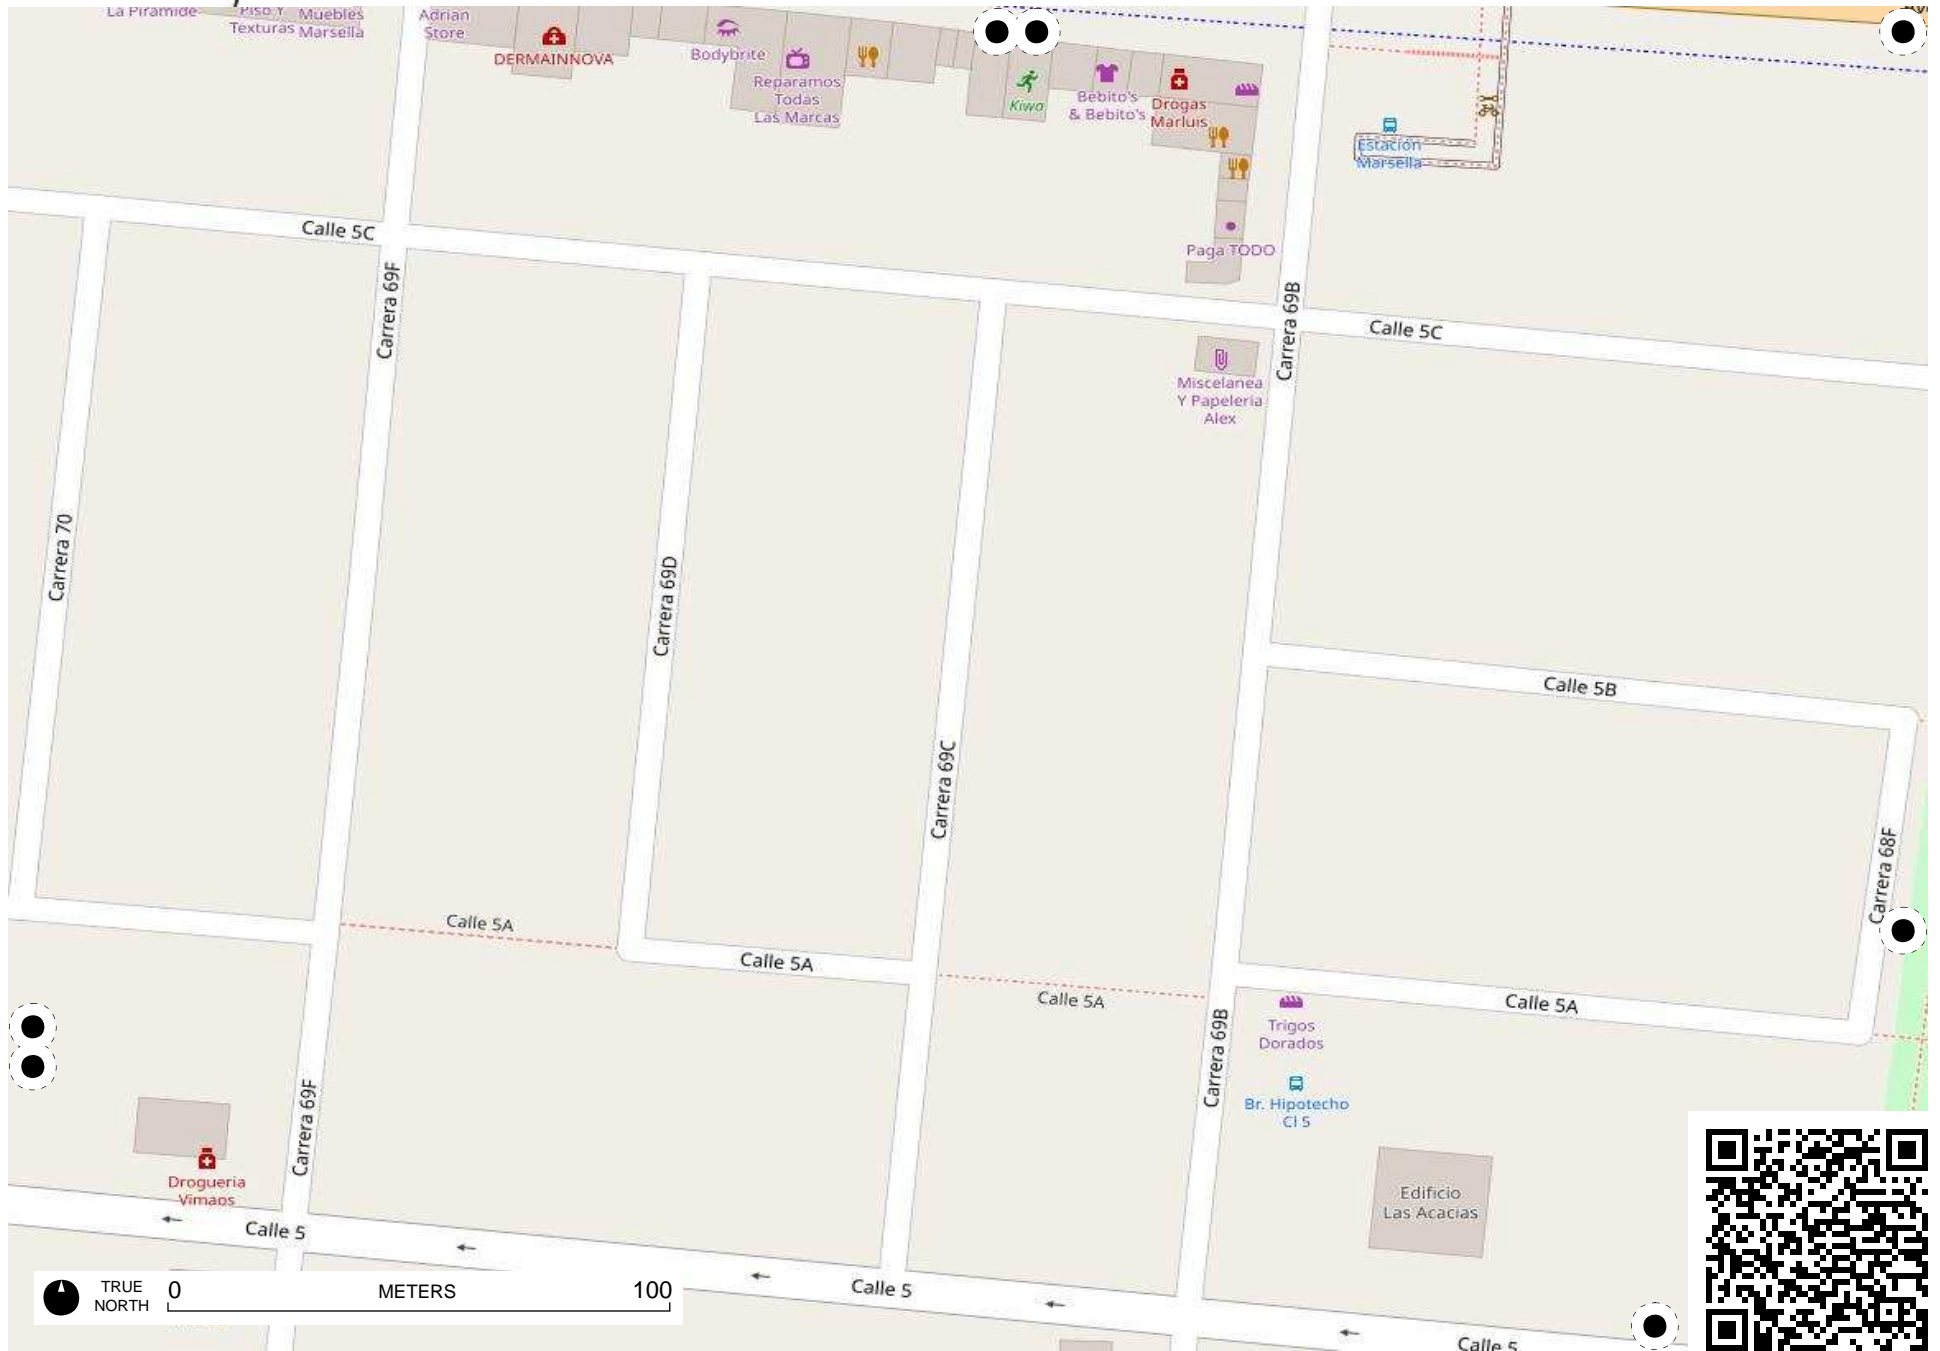 La Piramide
Piso Y
Texturas
Muebles
Marsella
Adrian
Store
DERMAINNOVA
Bodybrite
Reparamos
Todas
Las Marcas
Kiwa
Bebito's
& Bebito's
Drogas
Marluis
Estación
Marsella
Paga TODO
Calle 5C
Carrera 69F
Carrera 69B
Calle 5C
Miscelanea
Y Papeleria
Alex
Carrera 70
Carrera 69D
Calle 5B
Carrera 69C
Carrera 68F
Calle 5A
Calle 5A
Calle 5A
Calle 5A
Trigos
Dorados
Carrera 69B
Br. Hipotecho
Cl 5
Carrera 69F
Drogueria
Vimaos
Edificio
Las Acacias
Calle 5
Calle 5
Calle 5
TRUE
NORTH
0 METERS 100